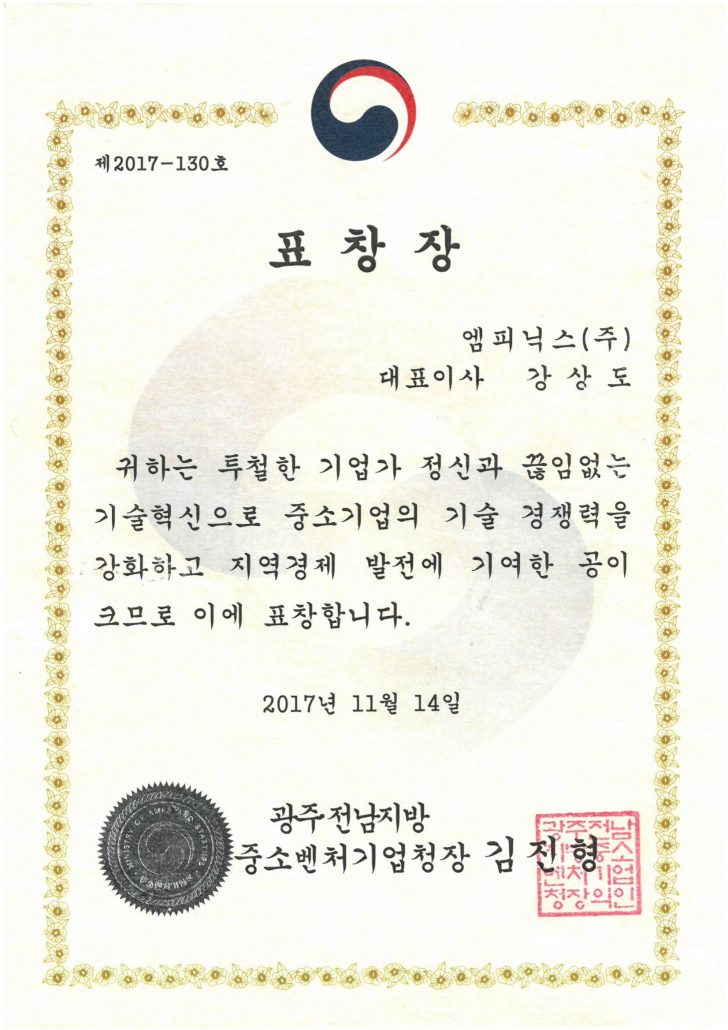 제2017-130호
표창장
엠피닉스(주)
대표이사 강상도
귀하는 투철한 기업가 정신과 끊임없는
기술혁신으로 중소기업의 기술 경쟁력을
강화하고 지역경제 발전에 기여한 공이
크므로 이에 표창합니다.
2017년 11월 14일
광주전남지방
중소벤처기업청장 김진형
광주전남
지방중소
벤처기업
청장의인